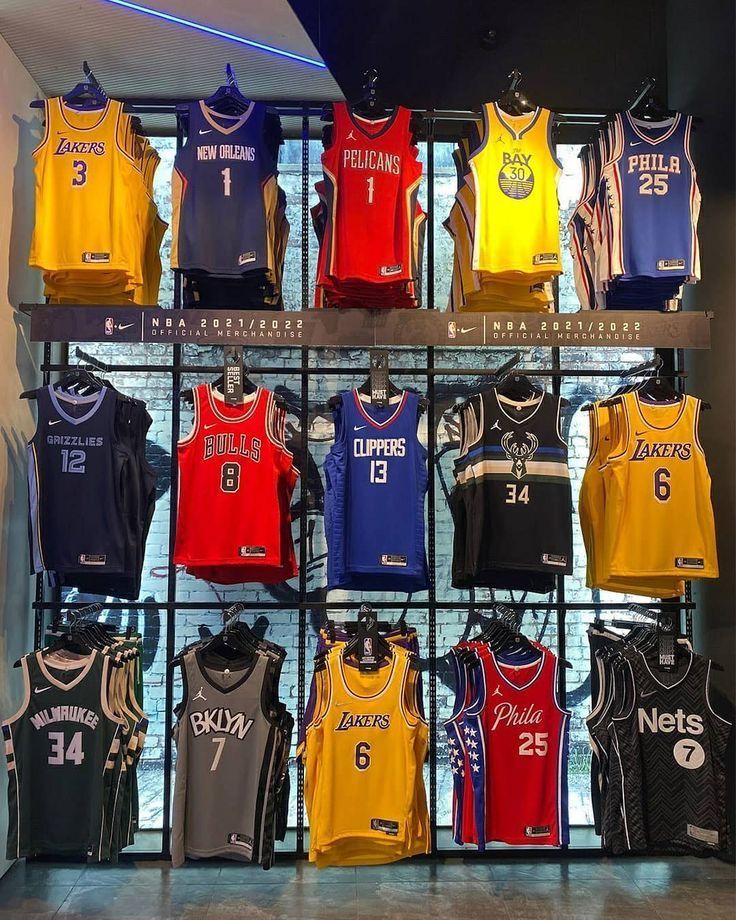 LAKERS
3
NEW ORLEANS
1
PELICANS
1
THE
BAY
30
PHILA
25
NBA 2021/2022
OFFICIAL MERCHANDISE
NBA 2021/2022
OFFICIAL MERCHANDISE
BEST
SELLER
GRIZZLIES
12
BULLS
8
CLIPPERS
13
34
LAKERS
6
MILWAUKEE
34
BKLYN
7
LAKERS
6
Phila
25
MUST
HAVE
Nets
7